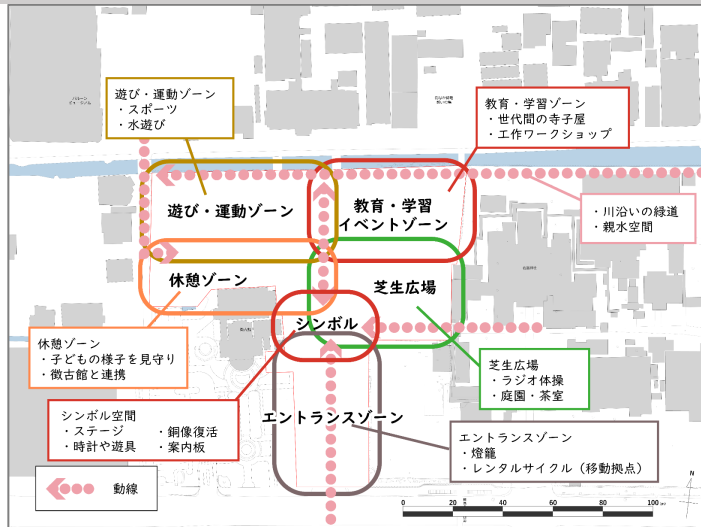 遊び・運動ゾーン
・スポーツ
・水遊び
教育・学習ゾーン
・世代間の寺子屋
・工作ワークショップ
遊び・運動ゾーン
教育・学習
イベントゾーン
・川沿いの緑道
・親水空間
休憩ゾーン
芝生広場
シンボル
休憩ゾーン
・子どもの様子を見守り
・徴古館と連携
芝生広場
・ラジオ体操
・庭園・茶室
シンボル空間
・ステージ ・銅像復活
・時計や遊具 ・案内板
エントランスゾーン
エントランスゾーン
・燈籠
・レンタルサイクル（移動拠点）
動線
N
0 20 40 60 80 100